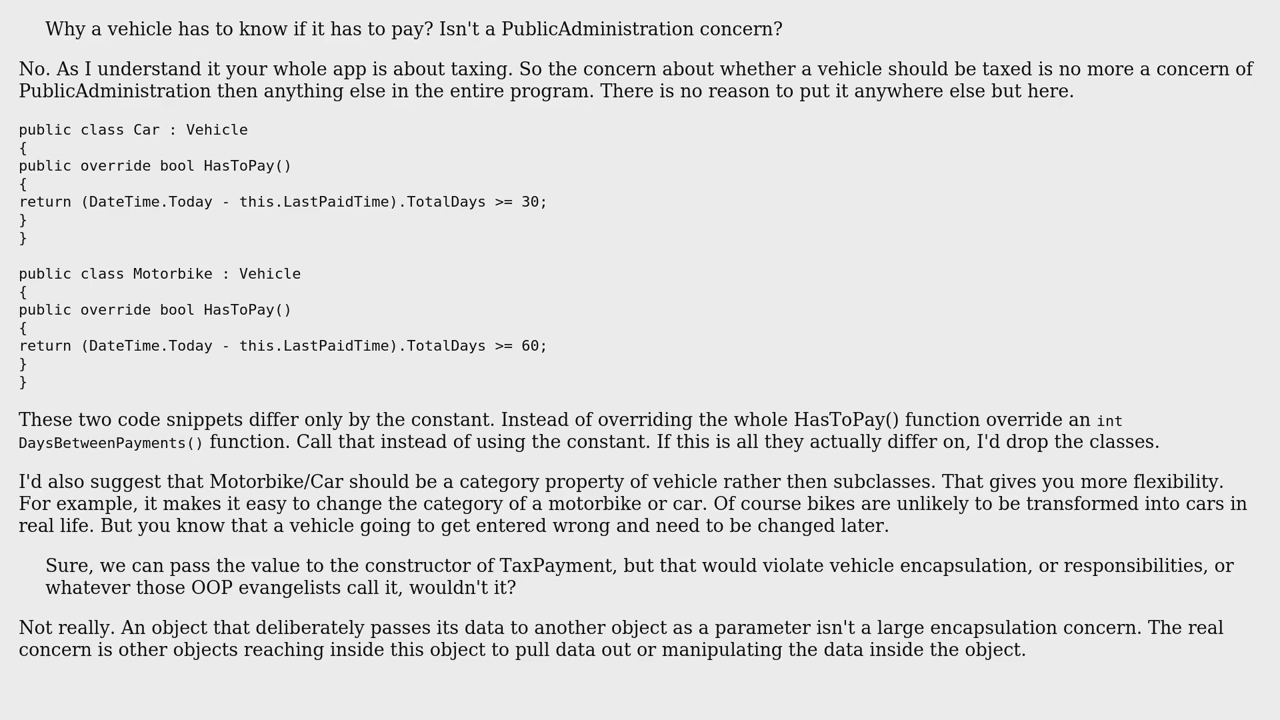 Why a vehicle has to know if it has to pay? Isn't a PublicAdministration concern?
No. As I understand it your whole app is about taxing. So the concern about whether a vehicle should be taxed is no more a concern of
PublicAdministration then anything else in the entire program. There is no reason to put it anywhere else but here.
public class Car : Vehicle
{
public override bool HasToPay()
{
return (DateTime.Today - this.LastPaidTime).TotalDays >= 30;
}
}
public class Motorbike : Vehicle
{
public override bool HasToPay()
{
return (DateTime.Today - this.LastPaidTime).TotalDays >= 60;
}
}
These two code snippets differ only by the constant. Instead of overriding the whole HasToPay() function override an int
DaysBetweenPayments() function. Call that instead of using the constant. If this is all they actually differ on, I'd drop the classes.
I'd also suggest that Motorbike/Car should be a category property of vehicle rather then subclasses. That gives you more flexibility.
For example, it makes it easy to change the category of a motorbike or car. Of course bikes are unlikely to be transformed into cars in
real life. But you know that a vehicle going to get entered wrong and need to be changed later.
Sure, we can pass the value to the constructor of TaxPayment, but that would violate vehicle encapsulation, or responsibilities, or
whatever those OOP evangelists call it, wouldn't it?
Not really. An object that deliberately passes its data to another object as a parameter isn't a large encapsulation concern. The real
concern is other objects reaching inside this object to pull data out or manipulating the data inside the object.